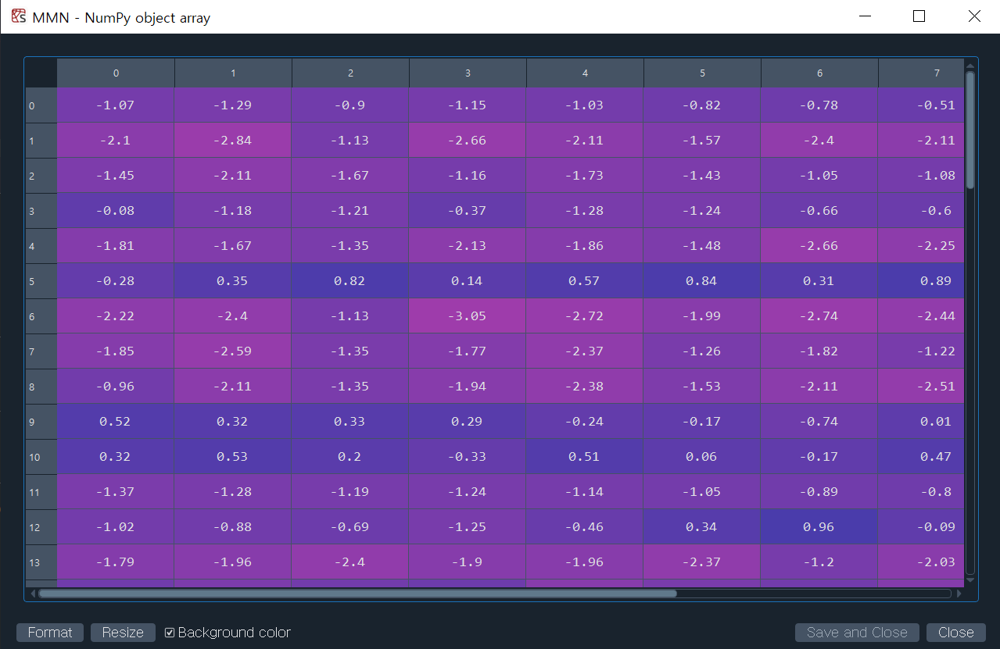 MMN - NumPy object array
0 1 2 3 4 5 6 7
0 -1.07 -1.29 -0.9 -1.15 -1.03 -0.82 -0.78 -0.51
1 -2.1 -2.84 -1.13 -2.66 -2.11 -1.57 -2.4 -2.11
2 -1.45 -2.11 -1.67 -1.16 -1.73 -1.43 -1.05 -1.08
3 -0.08 -1.18 -1.21 -0.37 -1.28 -1.24 -0.66 -0.6
4 -1.81 -1.67 -1.35 -2.13 -1.86 -1.48 -2.66 -2.25
5 -0.28 0.35 0.82 0.14 0.57 0.84 0.31 0.89
6 -2.22 -2.4 -1.13 -3.05 -2.72 -1.99 -2.74 -2.44
7 -1.85 -2.59 -1.35 -1.77 -2.37 -1.26 -1.82 -1.22
8 -0.96 -2.11 -1.35 -1.94 -2.38 -1.53 -2.11 -2.51
9 0.52 0.32 0.33 0.29 -0.24 -0.17 -0.74 0.01
10 0.32 0.53 0.2 -0.33 0.51 0.06 -0.17 0.47
11 -1.37 -1.28 -1.19 -1.24 -1.14 -1.05 -0.89 -0.8
12 -1.02 -0.88 -0.69 -1.25 -0.46 0.34 0.96 -0.09
13 -1.79 -1.96 -2.4 -1.9 -1.96 -2.37 -1.2 -2.03
Format Resize Background color Save and Close Close